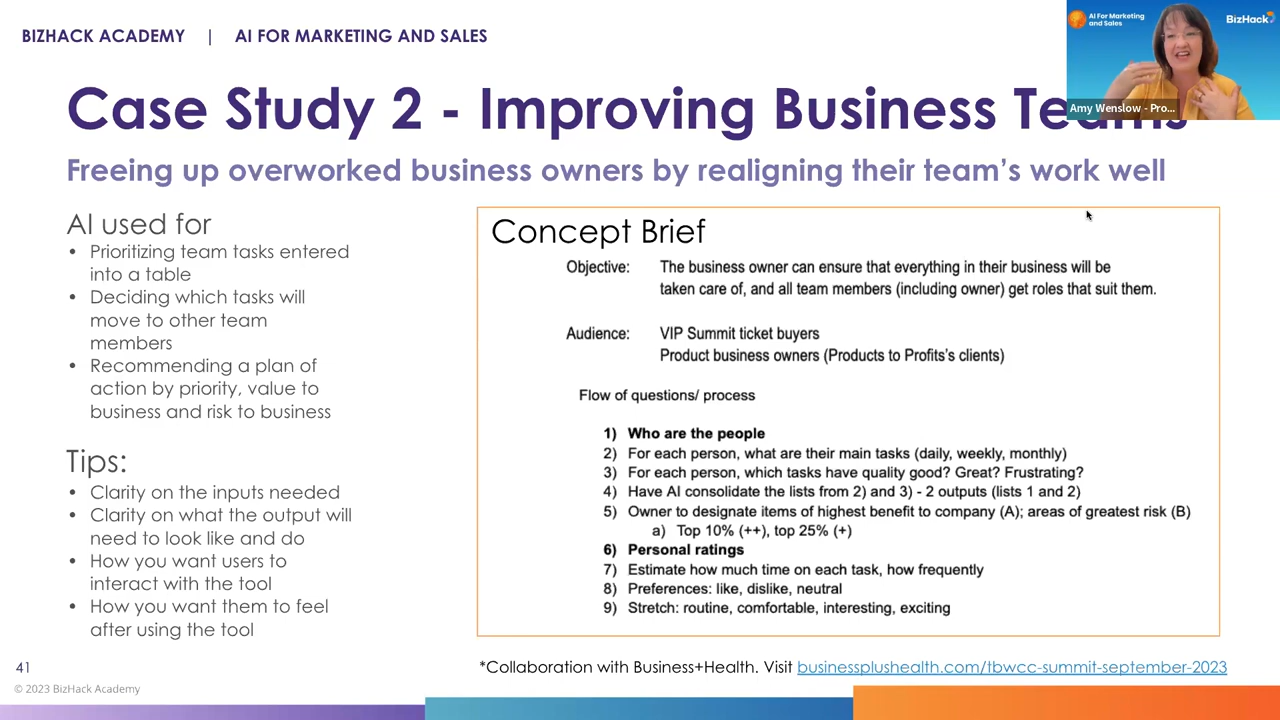 BIZHACK ACADEMY | AI FOR MARKETING AND SALES
AI For Marketing
and Sales
BizHack
Amy Wenslow - Pro...
Case Study 2 - Improving Business Teams
Freeing up overworked business owners by realigning their team's work well
AI used for
• Prioritizing team tasks entered
into a table
• Deciding which tasks will
move to other team
members
• Recommending a plan of
action by priority, value to
business and risk to business
Tips:
• Clarity on the inputs needed
• Clarity on what the output will
need to look like and do
• How you want users to
interact with the tool
• How you want them to feel
after using the tool
Concept Brief
Objective: The business owner can ensure that everything in their business will be
taken care of, and all team members (including owner) get roles that suit them.
Audience: VIP Summit ticket buyers
Product business owners (Products to Profits's clients)
Flow of questions/ process
1) Who are the people
2) For each person, what are their main tasks (daily, weekly, monthly)
3) For each person, which tasks have quality good? Great? Frustrating?
4) Have AI consolidate the lists from 2) and 3) - 2 outputs (lists 1 and 2)
5) Owner to designate items of highest benefit to company (A); areas of greatest risk (B)
a) Top 10% (++), top 25% (+)
6) Personal ratings
7) Estimate how much time on each task, how frequently
8) Preferences: like, dislike, neutral
9) Stretch: routine, comfortable, interesting, exciting
*Collaboration with Business+Health. Visit businessplushealth.com/tbwcc-summit-september-2023
41
© 2023 BizHack Academy